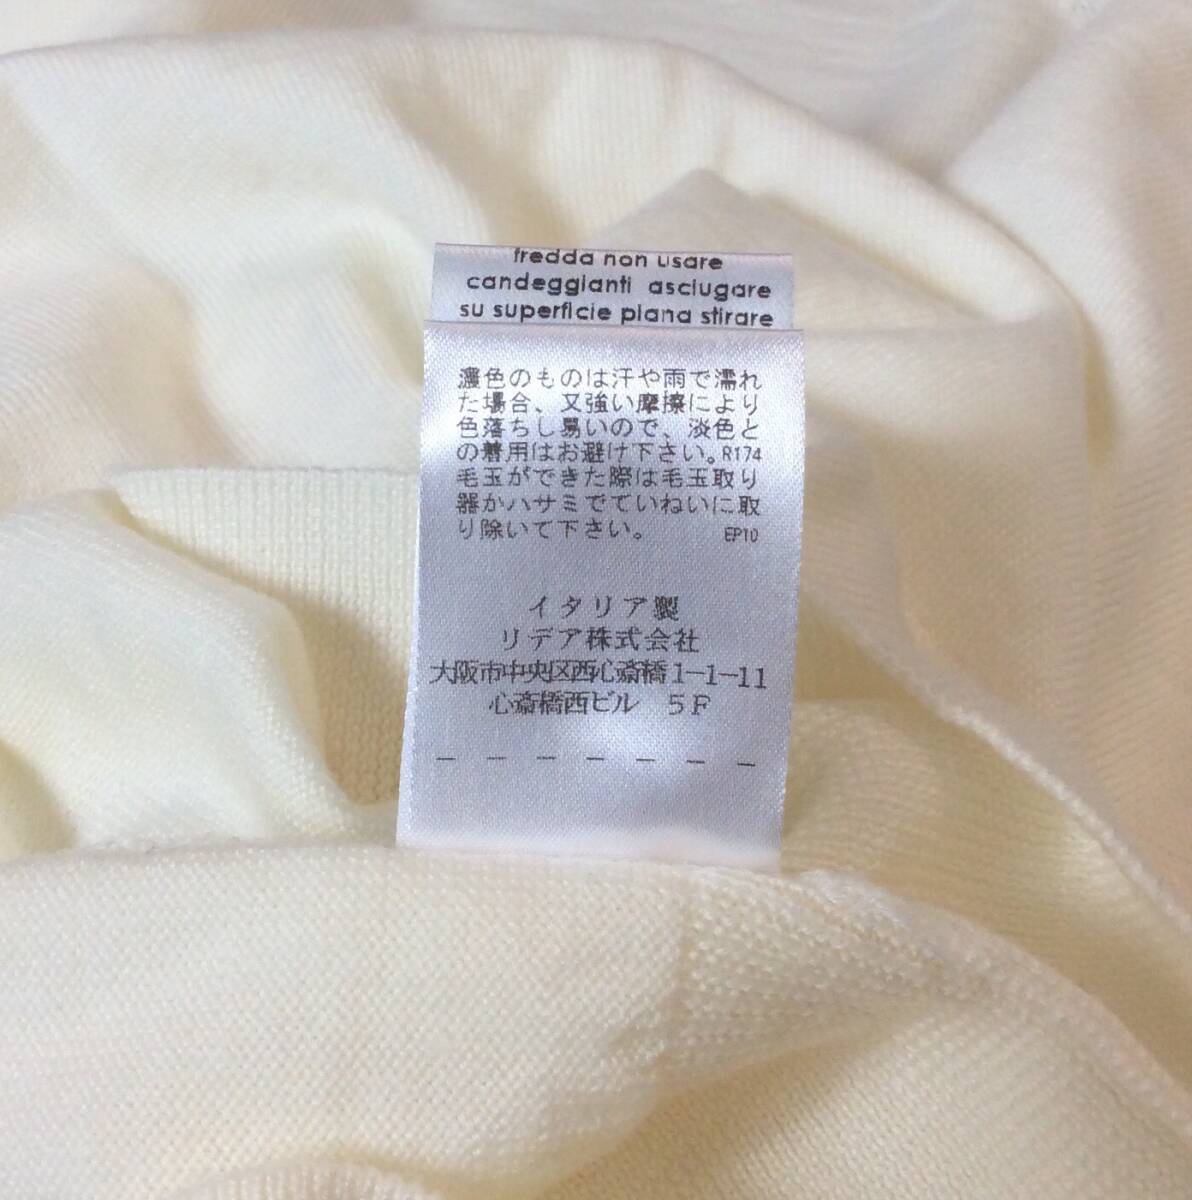 fredda non usare
candeggianti asciugare
su superficie piana stirare
濃色のものは汗や雨で濡れ
た場合、又強い摩擦により
色落ちし易いので、淡色と
の着用はお避け下さい。R174
毛玉ができた際は毛玉取り
器かハサミでていねいに取
り除いて下さい。 EP10
イタリア製
リデア株式会社
大阪市中央区西心斎橋1-1-11
心斎橋西ビル 5F